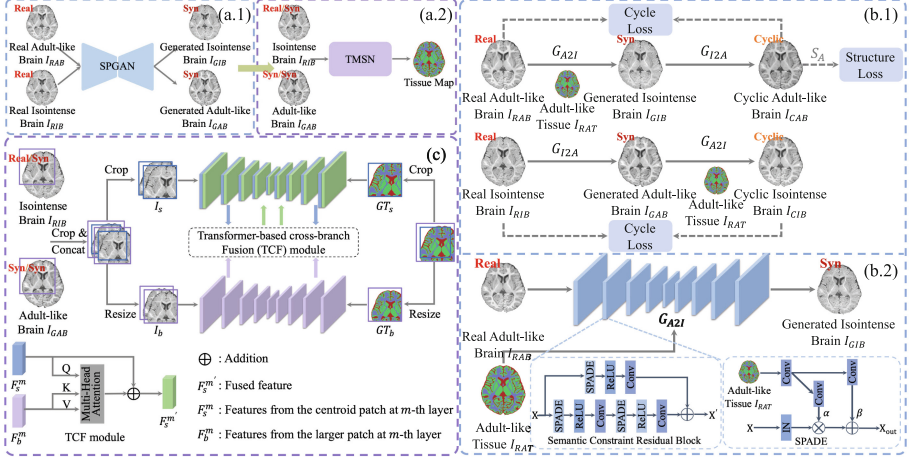 (a.1)
Real
Real Adult-like
Brain I_RAB
Real
Real Isointense
Brain I_RIB
SPGAN
Syn
Generated Isointense
Brain I_GIB
Syn
Generated Adult-like
Brain I_GAB
(a.2)
Real/Syn
Isointense
Brain I_RIB
Syn/Syn
Adult-like
Brain I_GAB
TMSN
Tissue Map
(b.1)
Cycle
Loss
Real
Real Adult-like
Brain I_RAB
G_A2I
Adult-like
Tissue I_RAT
Syn
Generated Isointense
Brain I_GIB
G_I2A
Cyclic
Cyclic Adult-like
Brain I_CAB
S_A
Structure
Loss
Real
Real Isointense
Brain I_RIB
G_I2A
Syn
Generated Adult-like
Brain I_GAB
G_A2I
Adult-like
Tissue I_RAT
Cyclic
Cyclic Isointense
Brain I_CIB
Cycle
Loss
(c)
Real/Syn
Isointense
Brain I_RIB
Crop &
Concat
Syn/Syn
Adult-like
Brain I_GAB
Crop
I_s
Resize
I_b
Transformer-based cross-branch
Fusion (TCF) module
GT_s
Crop
GT_b
Resize
F_s^m
F_b^m
Q
K
V
Multi-Head
Attention
TCF module
F_s^m′
⊕ : Addition
F_s^m′ : Fused feature
F_s^m : Features from the centroid patch at m-th layer
F_b^m : Features from the larger patch at m-th layer
(b.2)
Real
Real Adult-like
Brain I_RAB
G_A2I
Syn
Generated Isointense
Brain I_GIB
Adult-like
Tissue I_RAT
X
SPADE
ReLU
Conv
SPADE
ReLU
Conv
SPADE
ReLU
Conv
X′
Semantic Constraint Residual Block
Adult-like
Tissue I_RAT
Conv
Conv
Conv
α
β
X
IN
SPADE
X_out